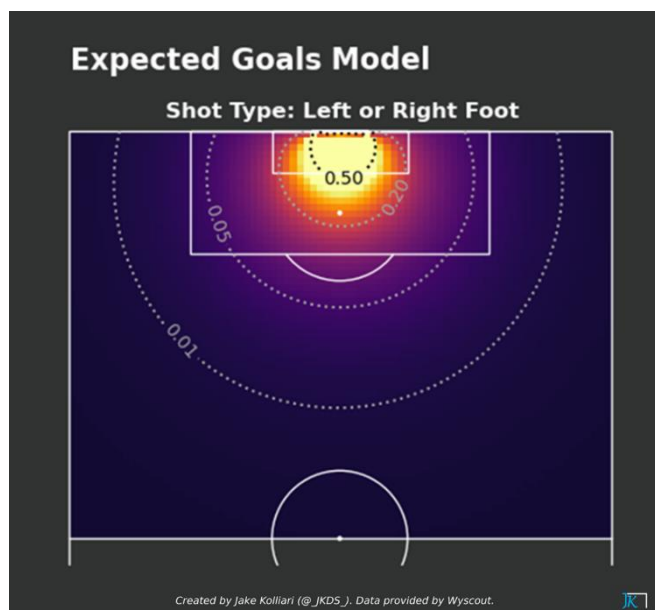 Expected Goals Model
Shot Type: Left or Right Foot
0.50
0.20
0.05
0.01
Created by Jake Kolliari (@_JKDS_). Data provided by Wyscout.
JK